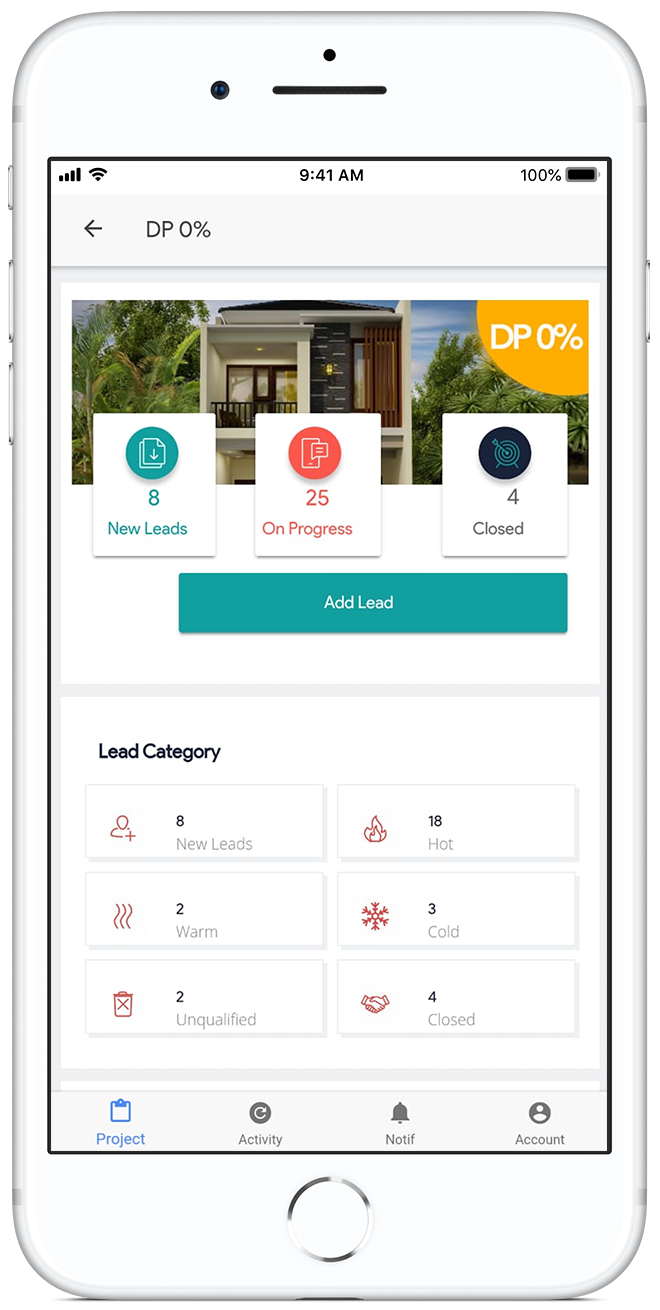 9:41 AM
100%
DP 0%
DP 0%
8
New Leads
25
On Progress
4
Closed
Add Lead
Lead Category
8
New Leads
18
Hot
2
Warm
3
Cold
2
Unqualified
4
Closed
Project
Activity
Notif
Account